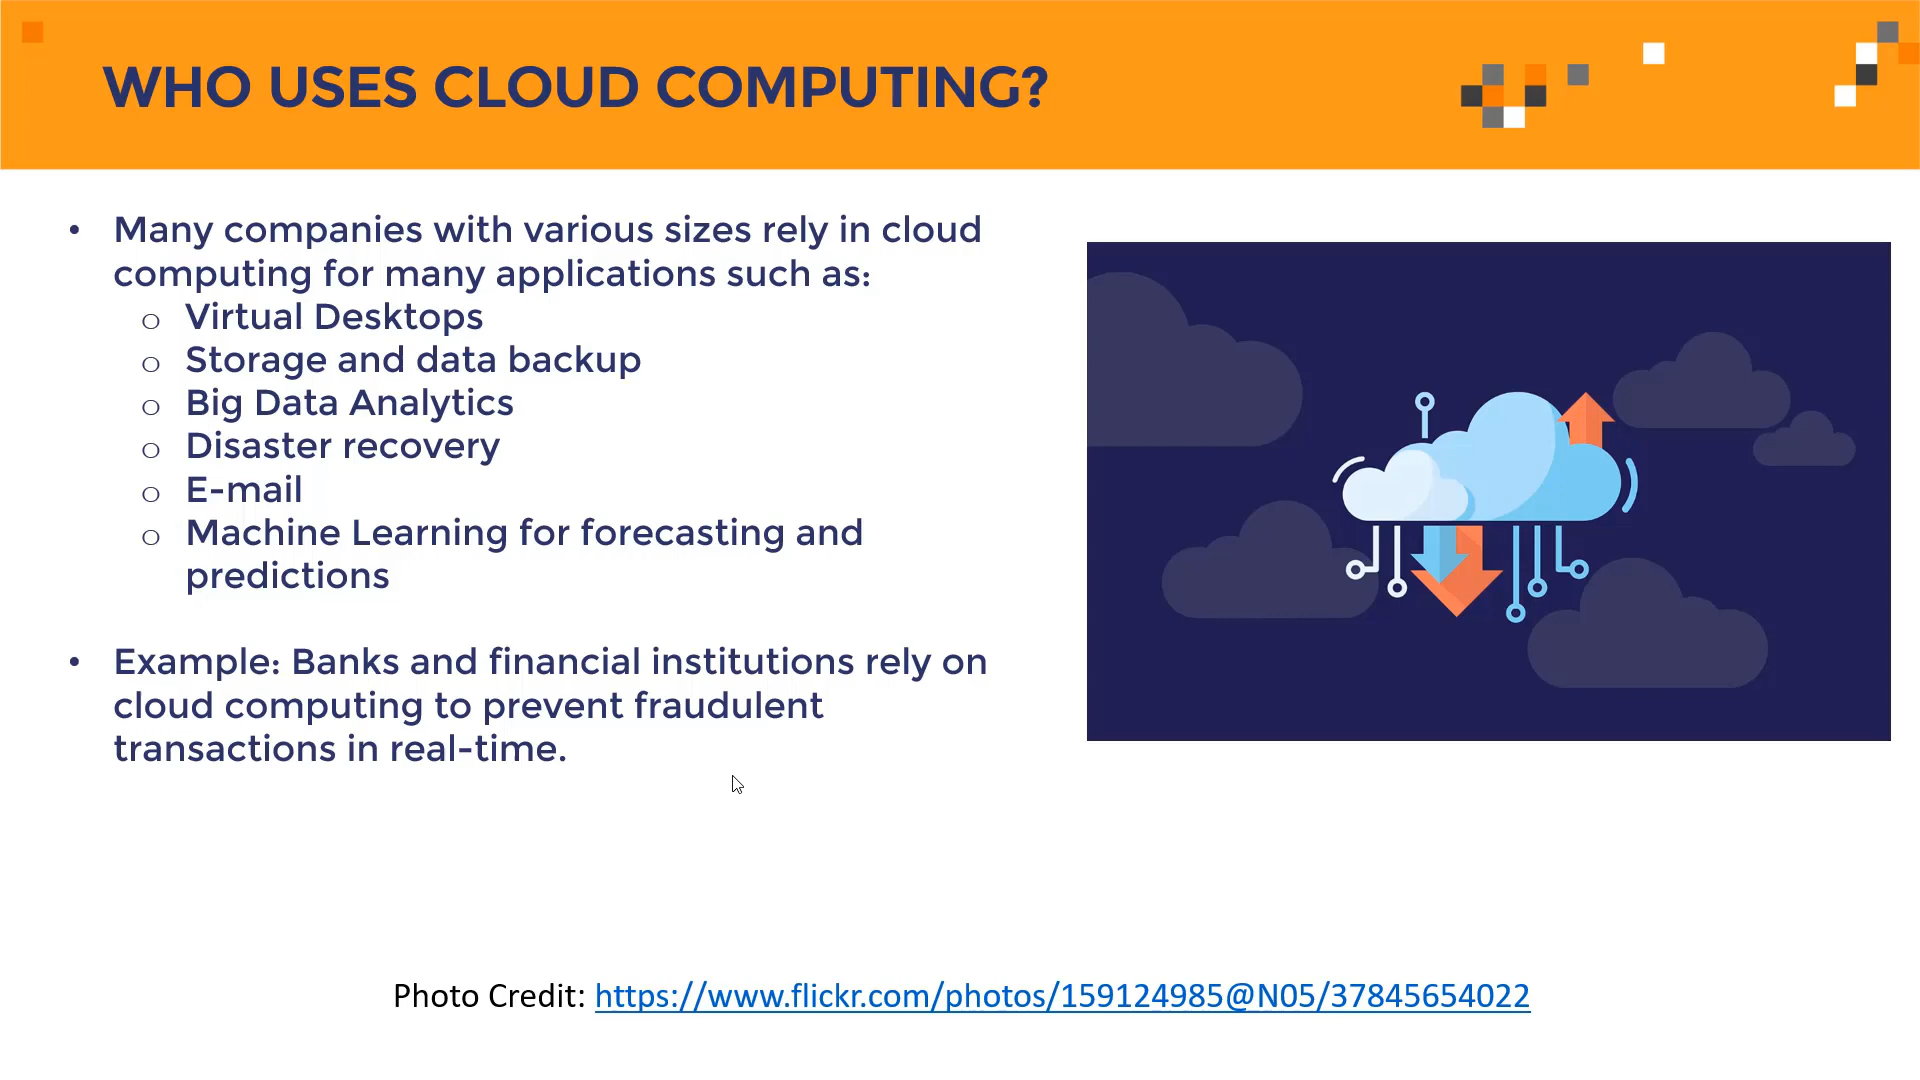 WHO USES CLOUD COMPUTING?
• Many companies with various sizes rely in cloud
computing for many applications such as:
o Virtual Desktops
o Storage and data backup
o Big Data Analytics
o Disaster recovery
o E-mail
o Machine Learning for forecasting and
predictions
• Example: Banks and financial institutions rely on
cloud computing to prevent fraudulent
transactions in real-time.
Photo Credit: https://www.flickr.com/photos/159124985@N05/37845654022